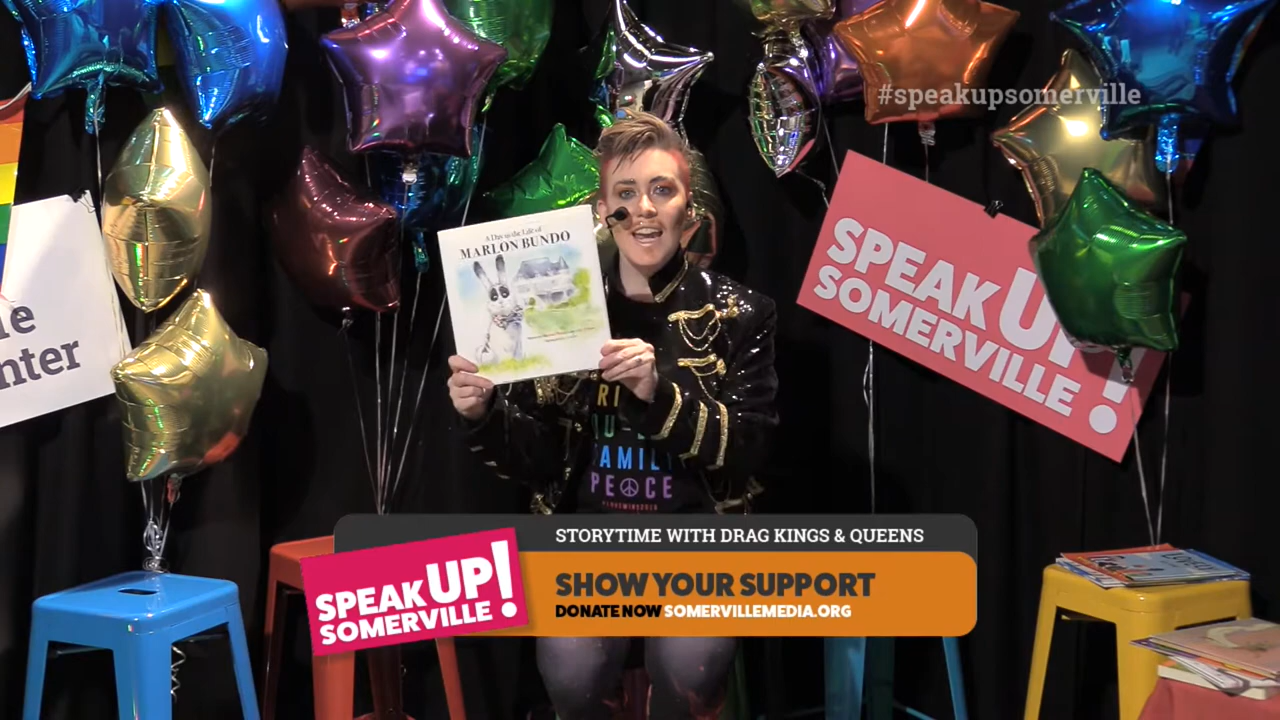 #speakupsomerville
A Day in the Life of
MARLON BUNDO
SPEAK UP!
SOMERVILLE
nter
FAMILY
PEACE
STORYTIME WITH DRAG KINGS & QUEENS
SPEAK UP!
SOMERVILLE
SHOW YOUR SUPPORT
DONATE NOW SOMERVILLEMEDIA.ORG